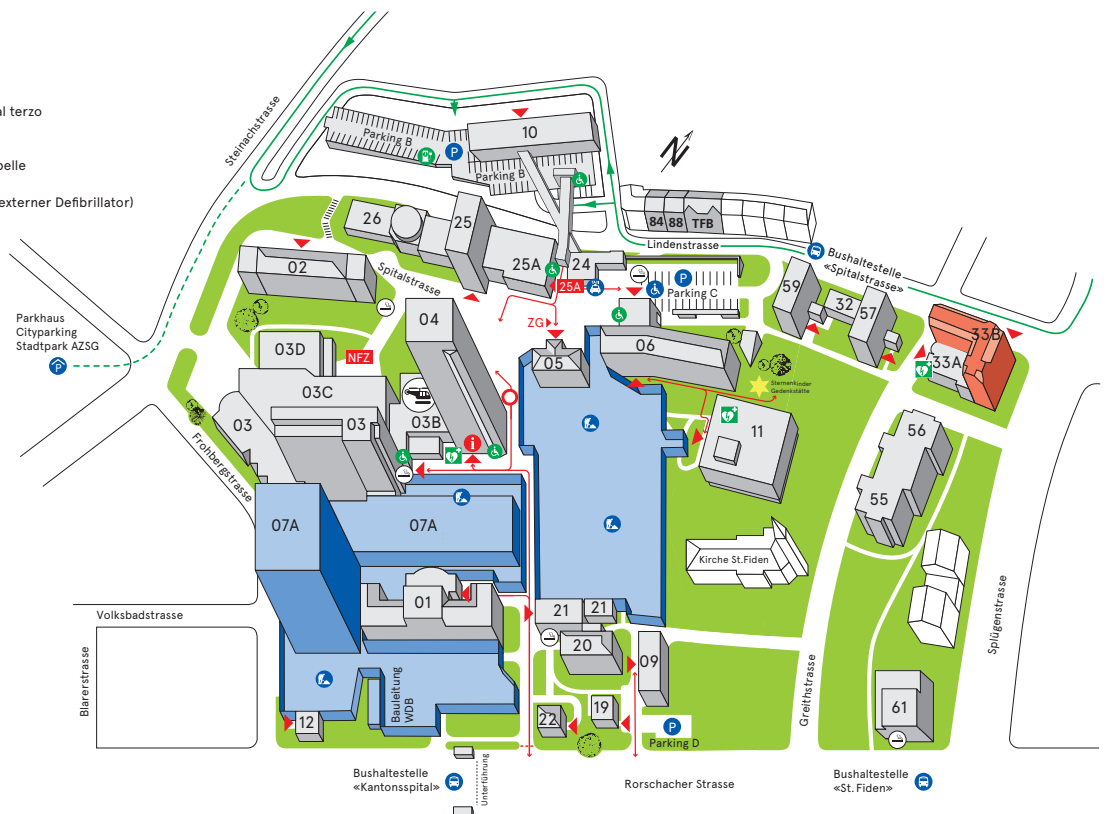 al terzo
pelle
externer Defibrillator)
Steinachstrasse
Parking B
10
P
Parking B
N
84 88 TFB
Lindenstrasse
Bushaltestelle
«Spitalstrasse»
26
25
25A
24
25A
P
Parking C
02
Spitalstrasse
59
32
57
04
ZG
33B
33A
Parkhaus
Cityparking
Stadtpark AZSG
P
03D
NFZ
05
06
Sternenkinder
Gedenkstätte
03C
03
03
03B
i
11
56
55
Frohbergstrasse
07A
07A
Kirche St.Fiden
01
21
21
20
09
Volksbadstrasse
Blarerstrasse
Bauleitung
WDB
12
22
19
P
Parking D
Greithstrasse
Splügenstrasse
61
Unterführung
Bushaltestelle
«Kantonsspital»
Rorschacher Strasse
Bushaltestelle
«St. Fiden»